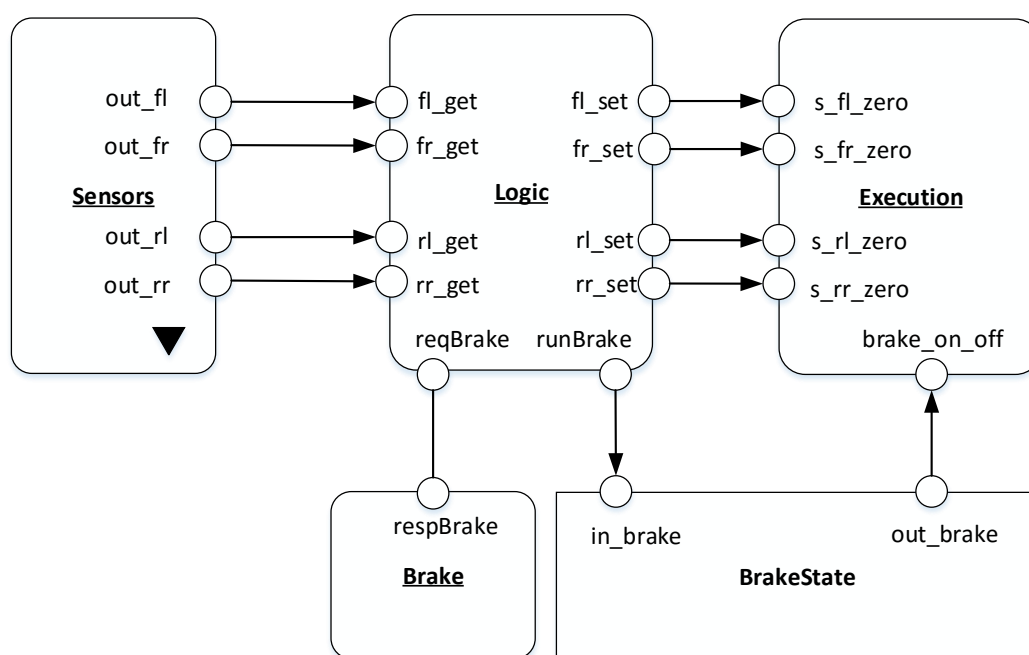 out_fl
out_fr
Sensors
out_rl
out_rr
fl_get
fr_get
rl_get
rr_get
fl_set
fr_set
Logic
rl_set
rr_set
reqBrake
runBrake
s_fl_zero
s_fr_zero
Execution
s_rl_zero
s_rr_zero
brake_on_off
respBrake
Brake
in_brake
out_brake
BrakeState